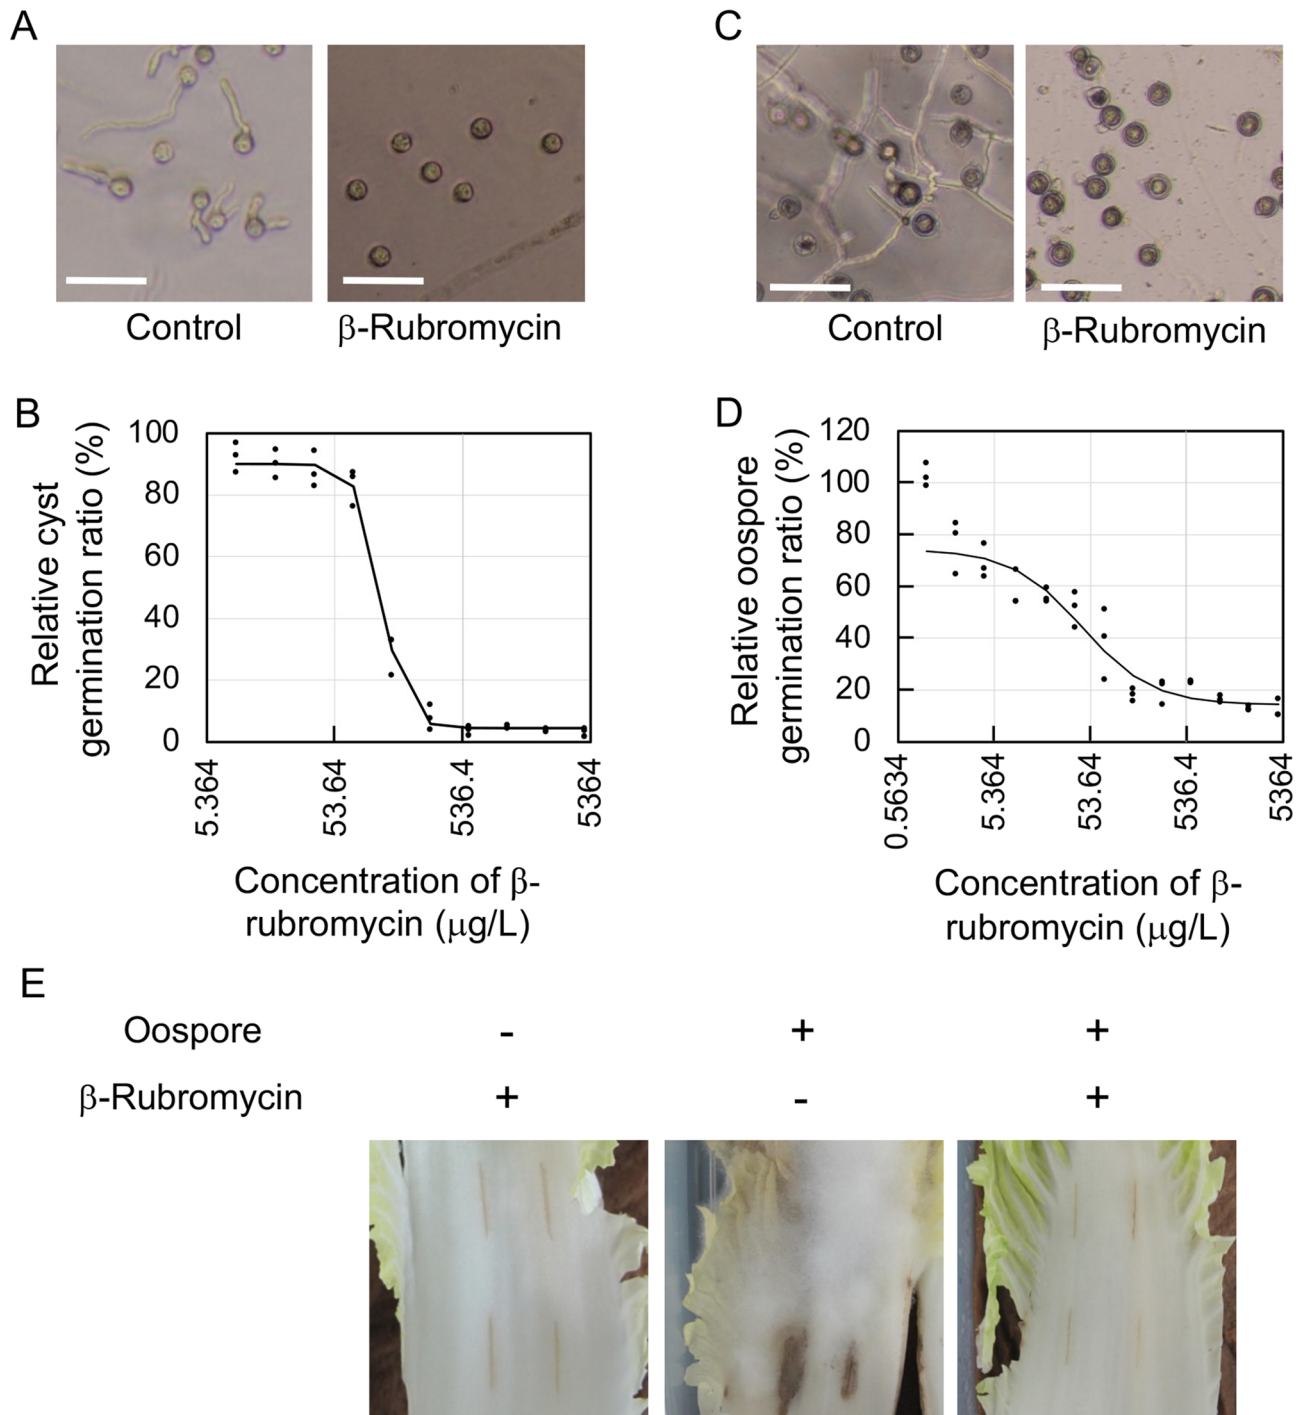 A
C
Control
β-Rubromycin
Control
β-Rubromycin
B
Relative cyst
germination ratio (%)
100
80
60
40
20
0
5.364
53.64
536.4
5364
Concentration of β-
rubromycin (μg/L)
D
Relative oospore
germination ratio (%)
120
100
80
60
40
20
0
0.5634
5.364
53.64
536.4
5364
Concentration of β-
rubromycin (μg/L)
E
Oospore - + +
β-Rubromycin + - +